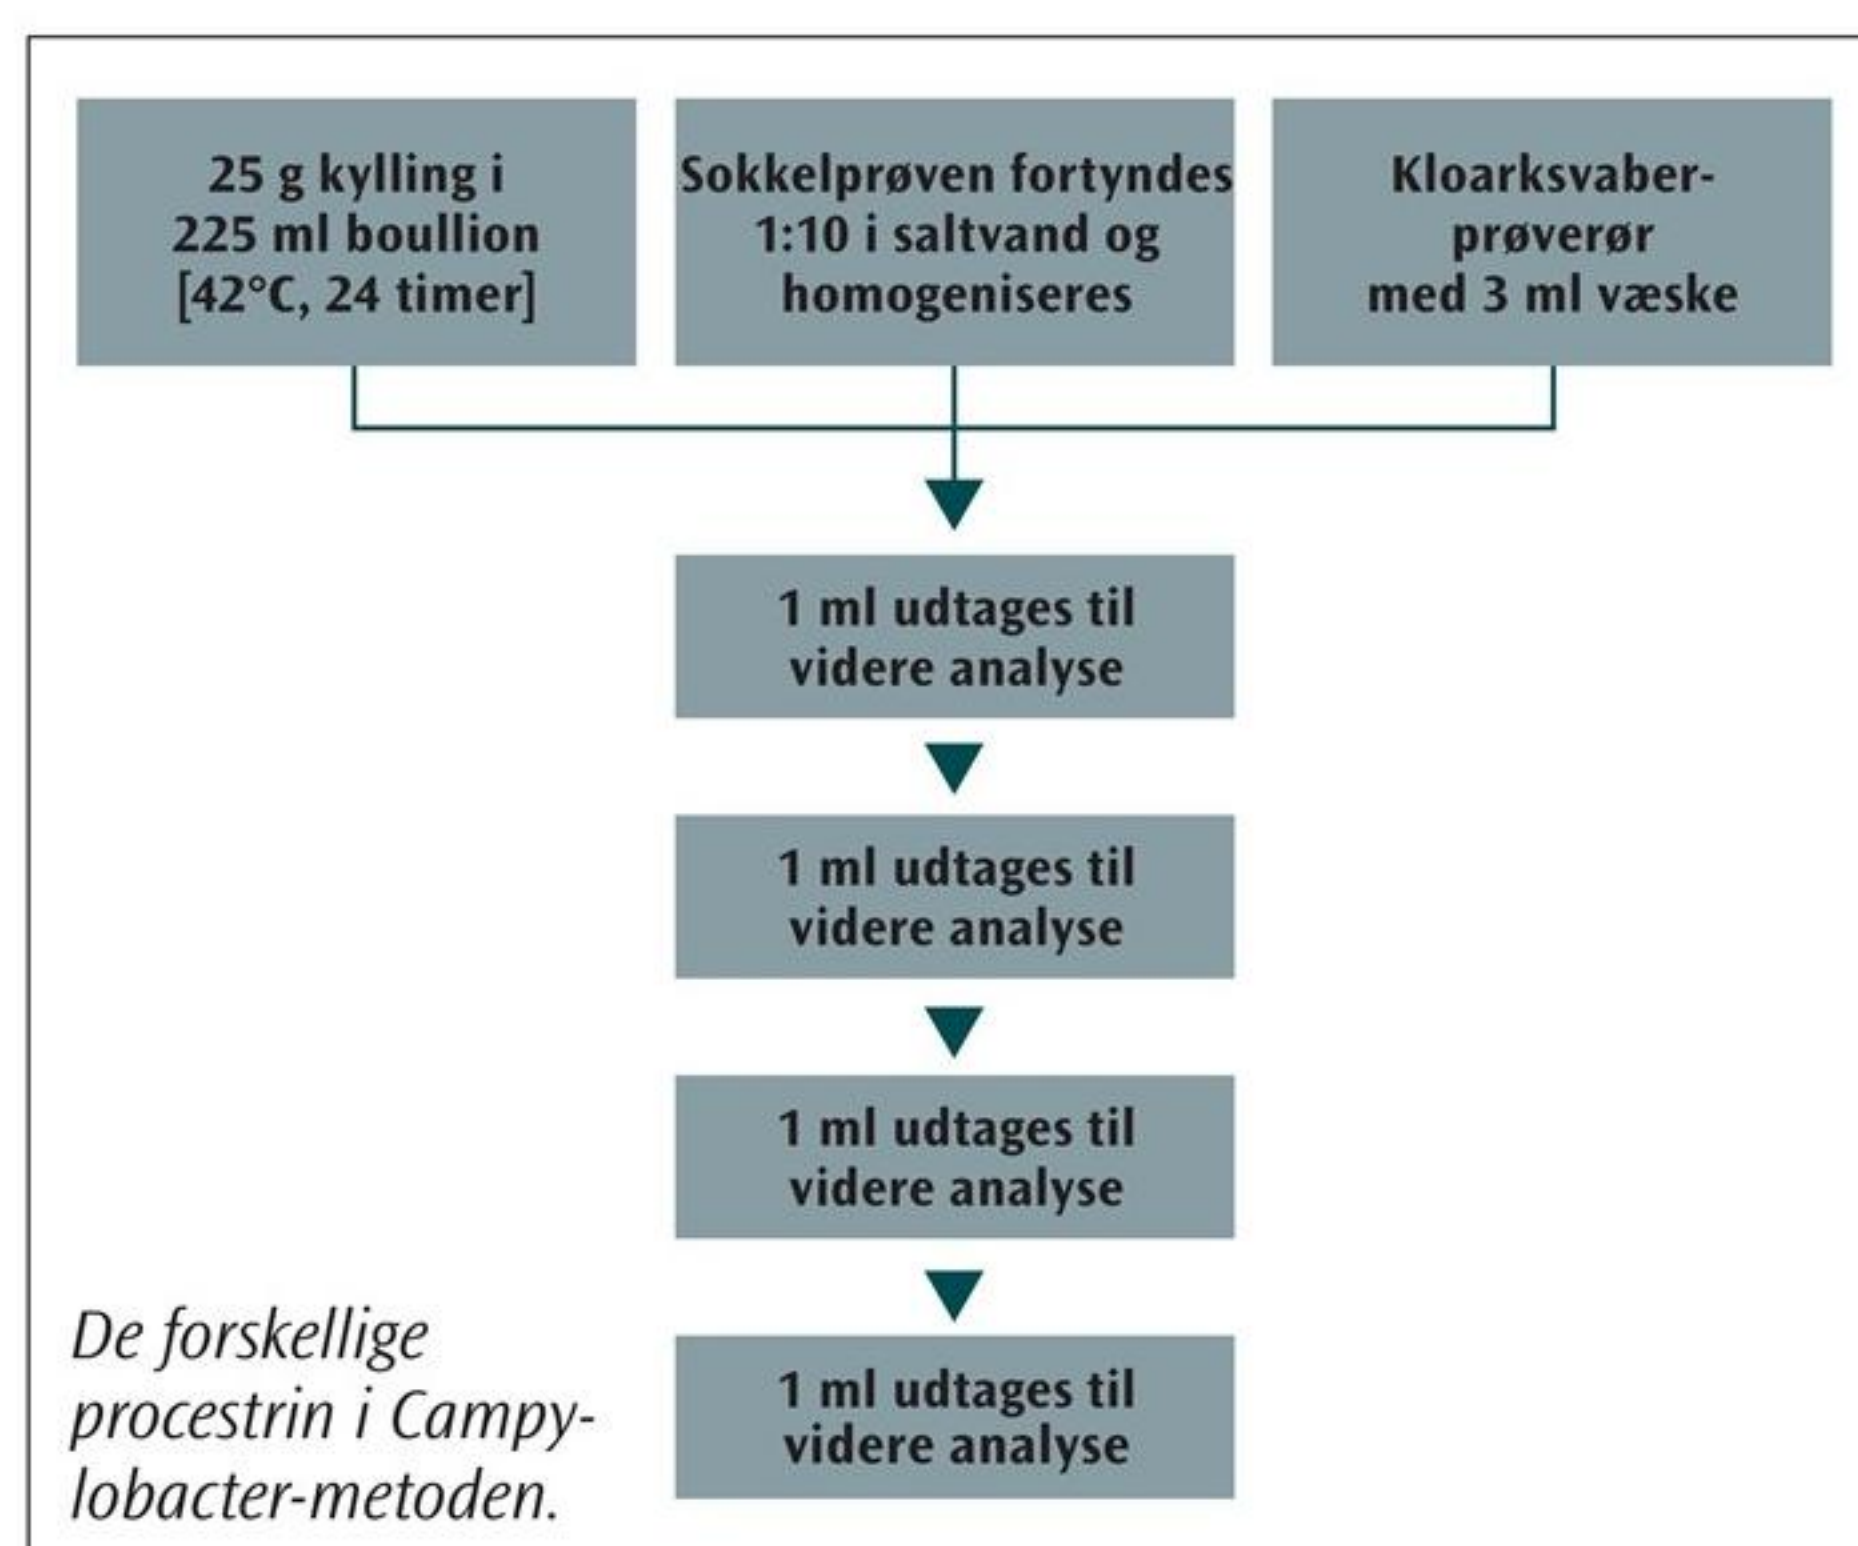 25 g kylling i
225 ml boullion
[42°C, 24 timer]
Sokkelprøven fortyndes
1:10 i saltvand og
homogeniseres
Kloarksvaber-
prøverør
med 3 ml væske
1 ml udtages til
videre analyse
1 ml udtages til
videre analyse
1 ml udtages til
videre analyse
1 ml udtages til
videre analyse
De forskellige
procestrin i Campy-
lobacter-metoden.